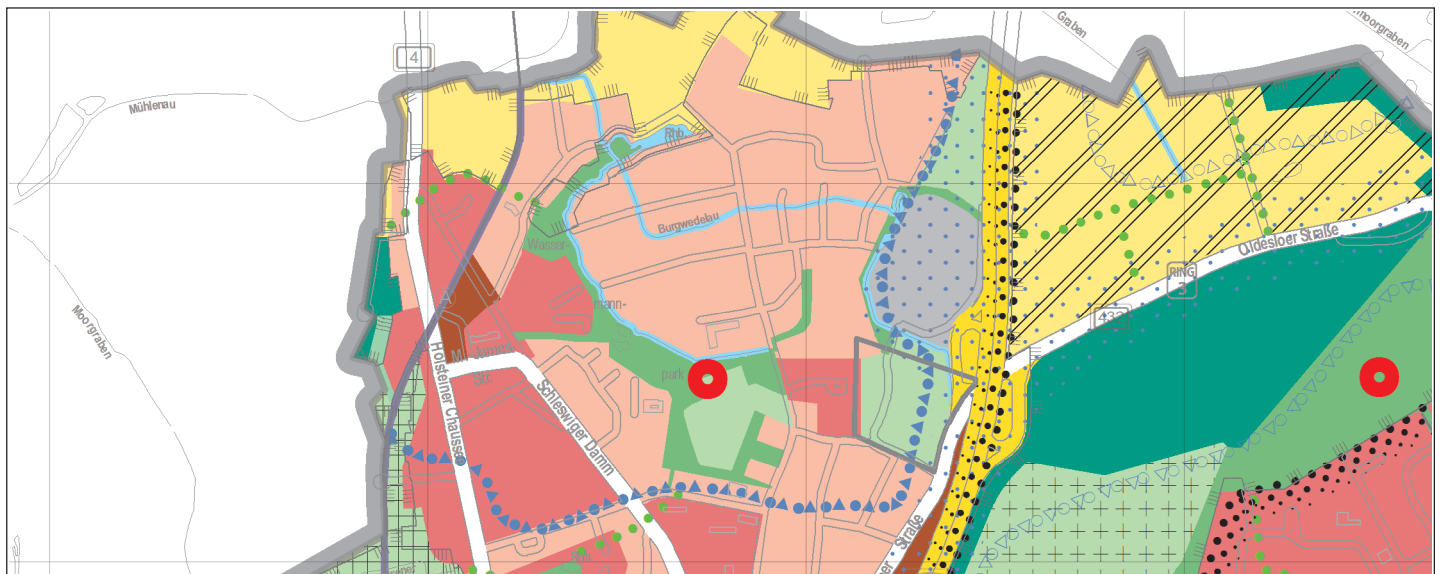 Graben
moorgraben
4
Mühlenau
Rhb.
Burgwedelau
Wasser-
Oldesloer Straße
RING
3
mann-
432
Moorgraben
A
Holsteiner Chaussee
park
Schleswiger Damm
Str.
Straße